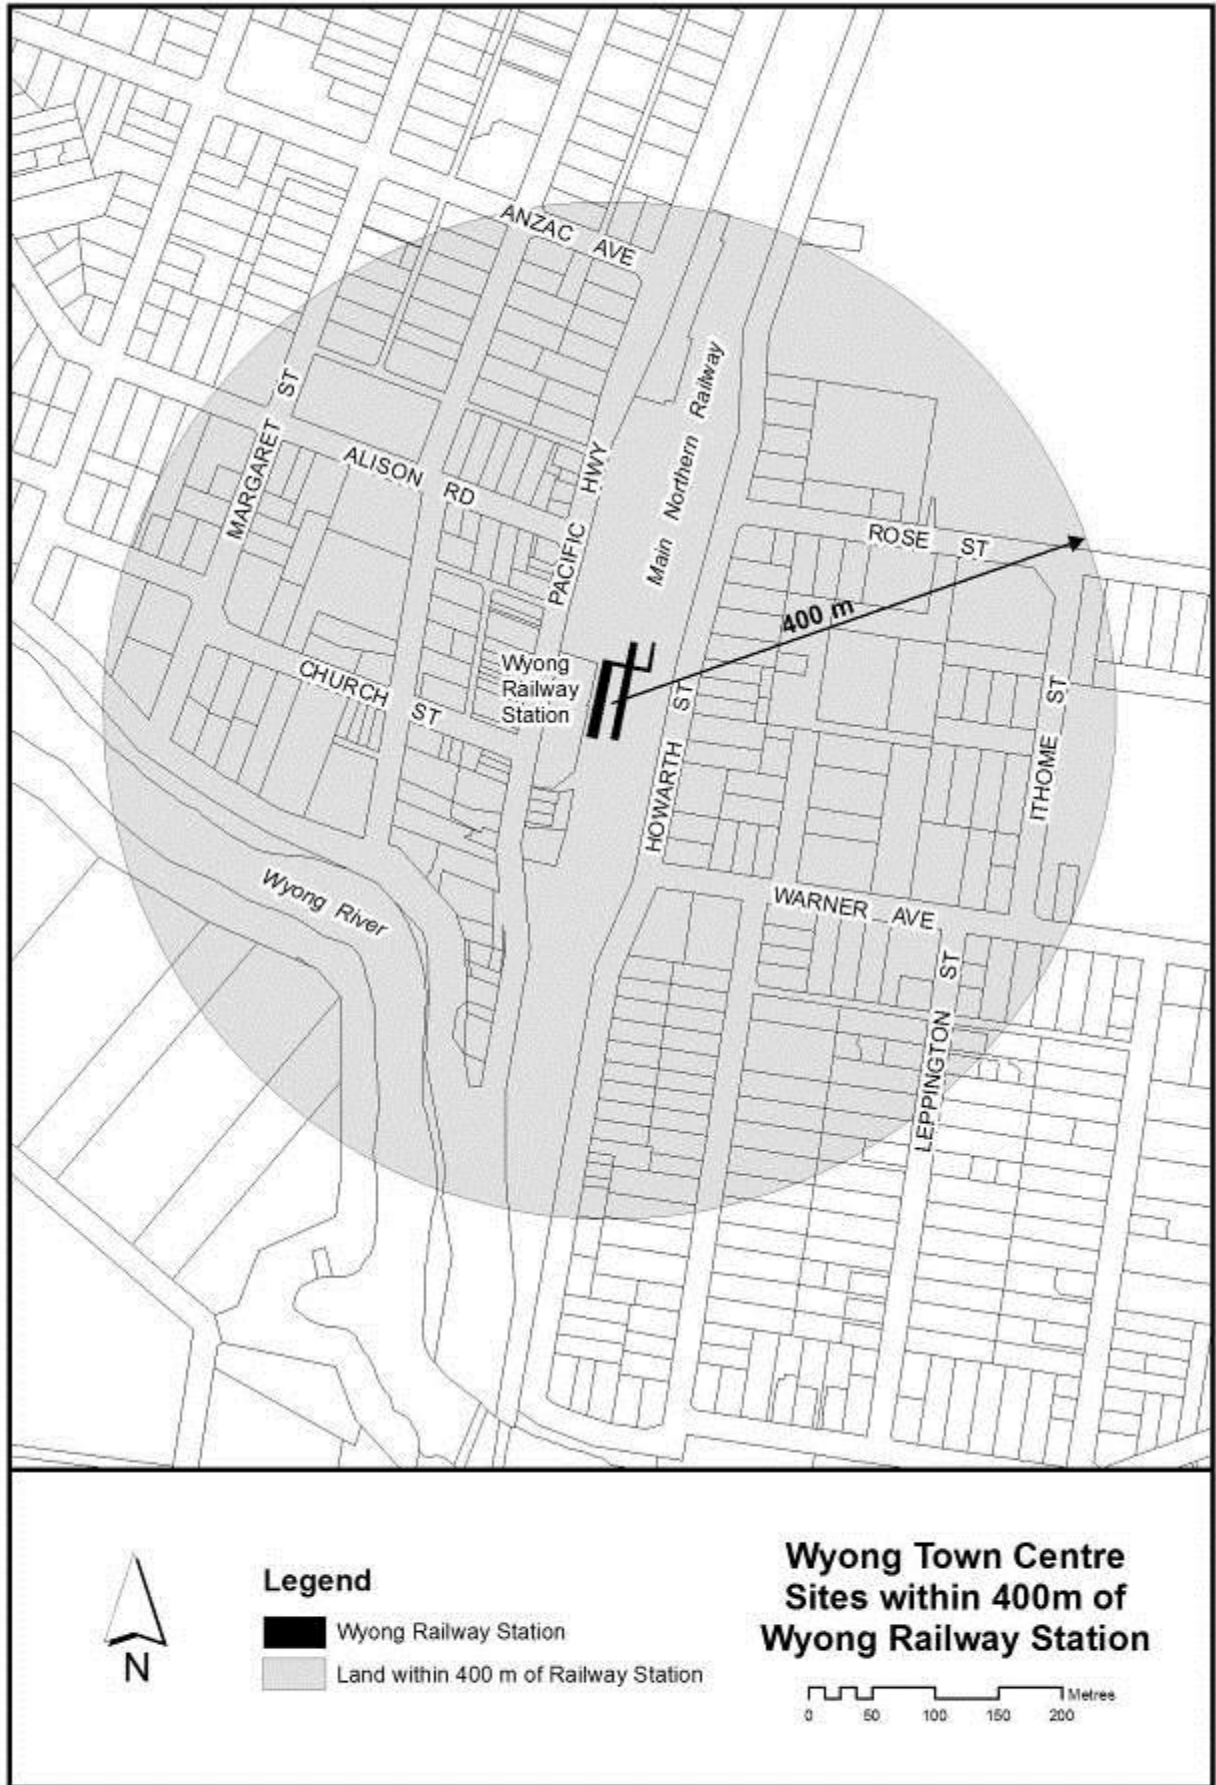 ANZAC AVE
MARGARET ST
ALISON RD
PACIFIC HWY
Main Northern Railway
ROSE ST
400 m
Wyong
Railway
Station
CHURCH ST
HOWARTH ST
ITHOME ST
Wyong River
WARNER AVE
LEPPINGTON ST
N
Legend
Wyong Railway Station
Land within 400 m of Railway Station
Wyong Town Centre
Sites within 400m of
Wyong Railway Station
Metres
0 50 100 150 200